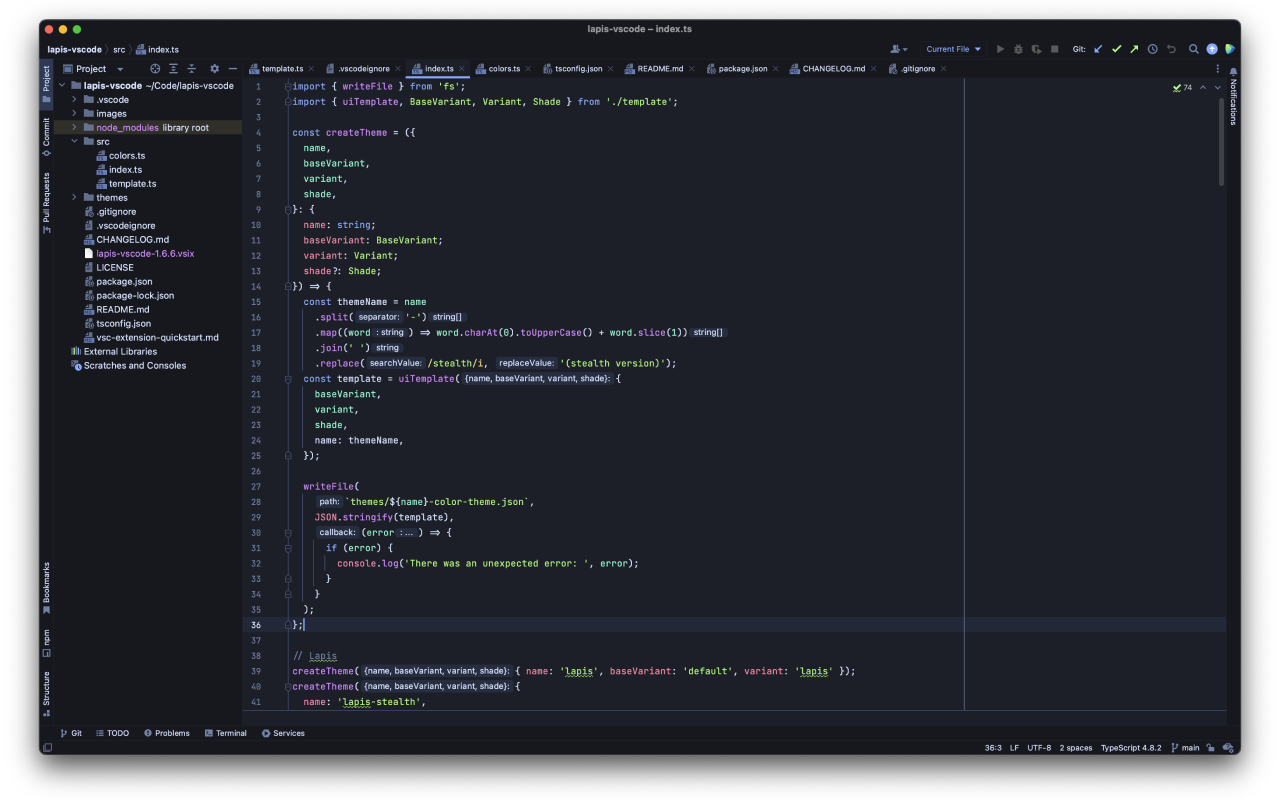 lapis-vscode – index.ts
lapis-vscode src index.ts
Current File
Git:
Project
template.ts .vscodeignore index.ts colors.ts tsconfig.json README.md package.json CHANGELOG.md .gitignore
Project
Commit
Pull Requests
Bookmarks
npm
Structure
lapis-vscode ~/Code/lapis-vscode
.vscode
images
node_modules library root
src
colors.ts
index.ts
template.ts
themes
.gitignore
.vscodeignore
CHANGELOG.md
lapis-vscode-1.6.6.vsix
LICENSE
package.json
package-lock.json
README.md
tsconfig.json
vsc-extension-quickstart.md
External Libraries
Scratches and Consoles
1 import { writeFile } from 'fs';
2 import { uiTemplate, BaseVariant, Variant, Shade } from './template';
3
4 const createTheme = ({
5 name,
6 baseVariant,
7 variant,
8 shade,
9 }: {
10 name: string;
11 baseVariant: BaseVariant;
12 variant: Variant;
13 shade?: Shade;
14 }) => {
15 const themeName = name
16 .split( separator: '-') string[]
17 .map((word : string ) => word.charAt(0).toUpperCase() + word.slice(1)) string[]
18 .join(' ') string
19 .replace( searchValue: /stealth/i, replaceValue: '(stealth version)');
20 const template = uiTemplate( {name, baseVariant, variant, shade}: {
21 baseVariant,
22 variant,
23 shade,
24 name: themeName,
25 });
26
27 writeFile(
28 path: `themes/${name}-color-theme.json`,
29 JSON.stringify(template),
30 callback: (error : ... ) => {
31 if (error) {
32 console.log('There was an unexpected error: ', error);
33 }
34 }
35 );
36 };
37
38 // Lapis
39 createTheme( {name, baseVariant, variant, shade}: { name: 'lapis', baseVariant: 'default', variant: 'lapis' });
40 createTheme( {name, baseVariant, variant, shade}: {
41 name: 'lapis-stealth',
74
Notifications
Git TODO Problems Terminal Services
36:3 LF UTF-8 2 spaces TypeScript 4.8.2 main